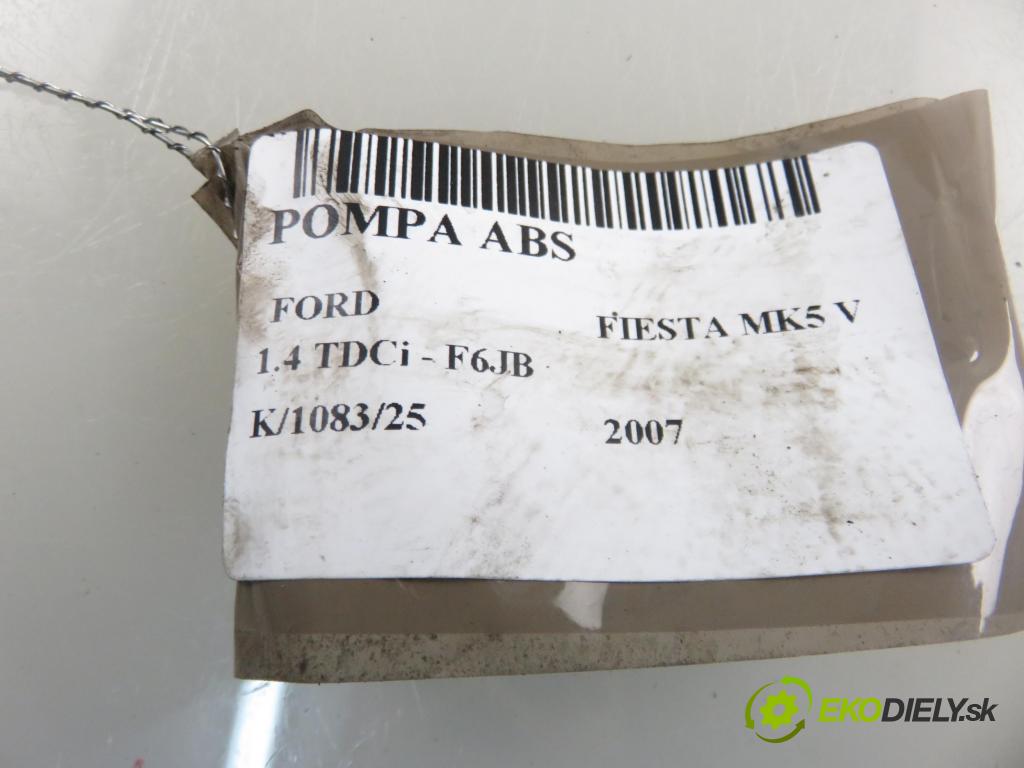 POMPA ABS
FORD
FIESTA MK5 V
1.4 TDCi - F6JB
K/1083/25
2007
EKODIELY.sk